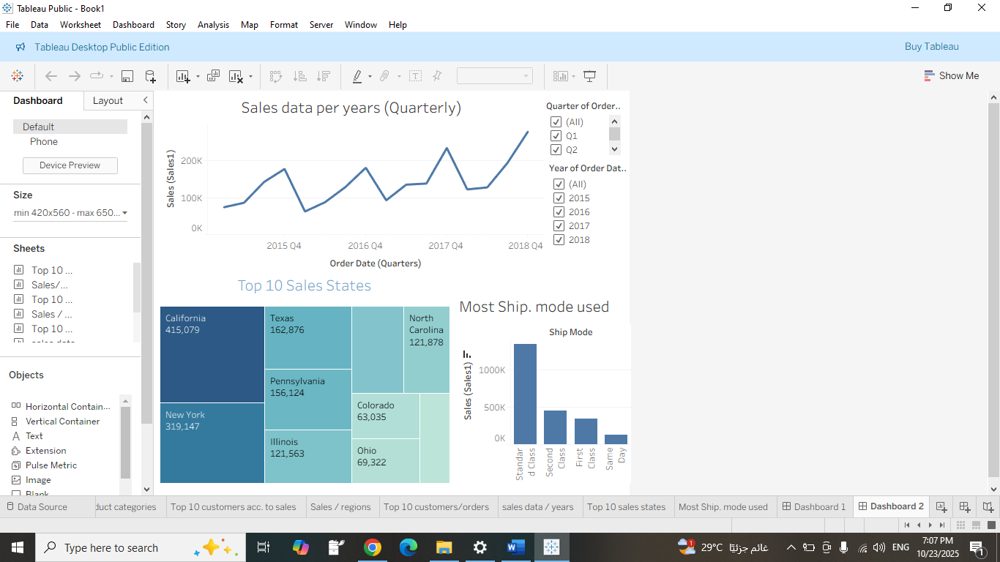 Tableau Public - Book1
File Data Worksheet Dashboard Story Analysis Map Format Server Window Help
Tableau Desktop Public Edition
Buy Tableau
Show Me
Dashboard
Layout
Default
Phone
Device Preview
Size
min 420x560 - max 650...
Sheets
Top 10 ...
Sales/...
Top 10 ...
Sales / ...
Top 10 ...
sales data
Objects
Horizontal Contain...
Vertical Container
Text
Extension
Pulse Metric
Image
Blank
Sales data per years (Quarterly)
Sales (Sales1)
200K
100K
0K
2015 Q4
2016 Q4
2017 Q4
2018 Q4
Order Date (Quarters)
Quarter of Order..
(All)
Q1
Q2
Year of Order Dat..
(All)
2015
2016
2017
2018
Top 10 Sales States
California
415,079
New York
319,147
Texas
162,876
Pennsylvania
156,124
Illinois
121,563
North
Carolina
121,878
Colorado
63,035
Ohio
69,322
Most Ship. mode used
Ship Mode
Sales (Sales1)
1000K
500K
0K
Standar
d Class
Second
Class
First
Class
Same
Day
Data Source
duct categories
Top 10 customers acc. to sales
Sales / regions
Top 10 customers/orders
sales data / years
Top 10 sales states
Most Ship. mode used
Dashboard 1
Dashboard 2
Type here to search
1
29°C
غائم جزئيًا
ENG
7:07 PM
10/23/2025
1